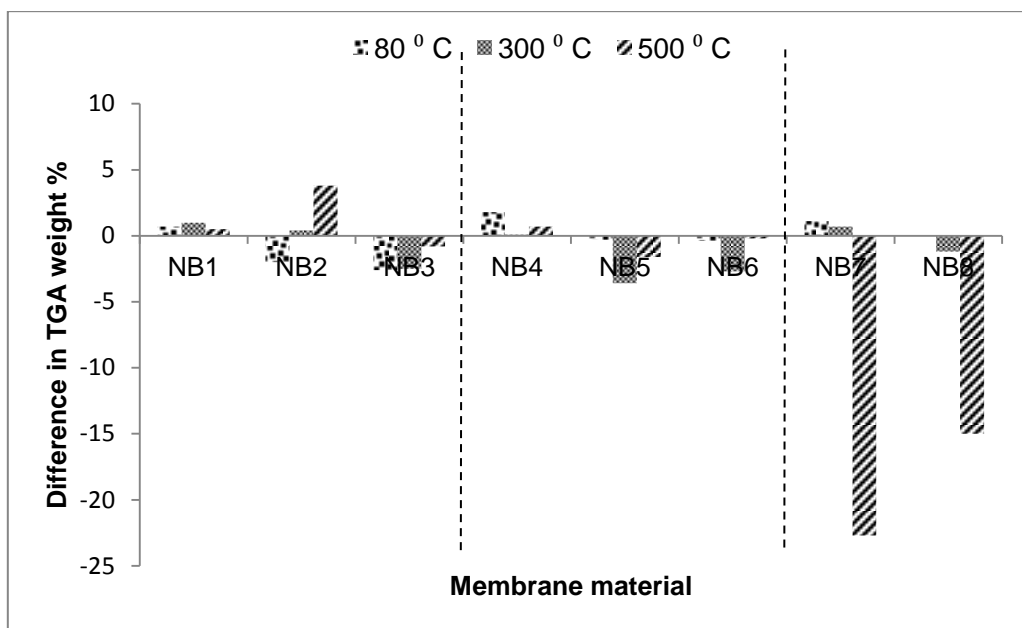 80 ⁰ C 300 ⁰ C 500 ⁰ C
10
5
0
-5
-10
-15
-20
-25
Difference in TGA weight %
NB1 NB2 NB3 NB4 NB5 NB6 NB7 NB8
Membrane material